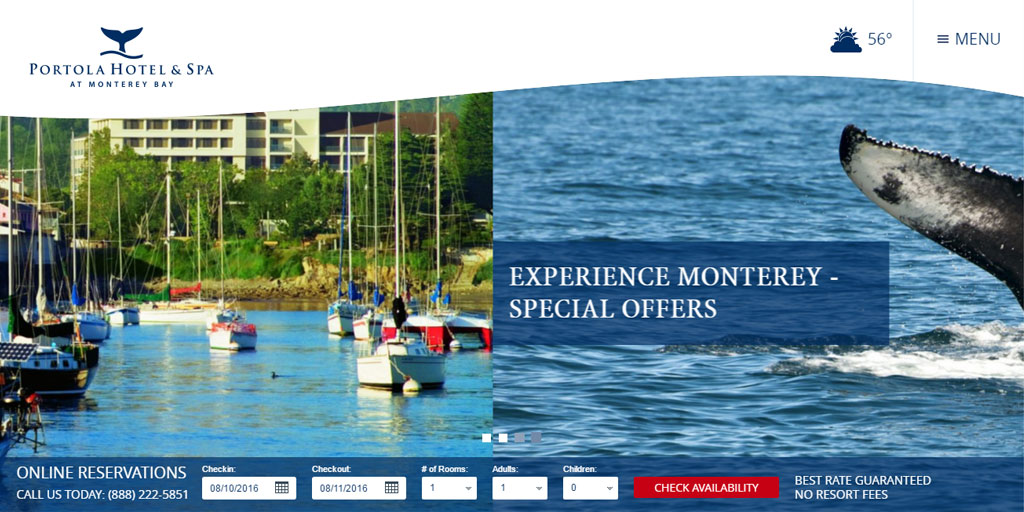 PORTOLA HOTEL & SPA
AT MONTEREY BAY
56°
MENU
EXPERIENCE MONTEREY -
SPECIAL OFFERS
ONLINE RESERVATIONS
CALL US TODAY: (888) 222-5851
Checkin:
08/10/2016
Checkout:
08/11/2016
# of Rooms:
1
Adults:
1
Children:
0
CHECK AVAILABILITY
BEST RATE GUARANTEED
NO RESORT FEES